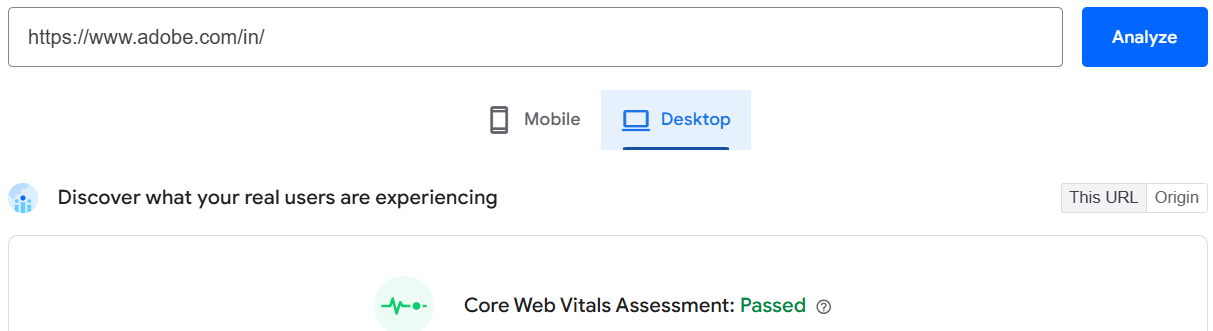 https://www.adobe.com/in/
Analyze
Mobile
Desktop
Discover what your real users are experiencing
This URL
Origin
Core Web Vitals Assessment: Passed ?